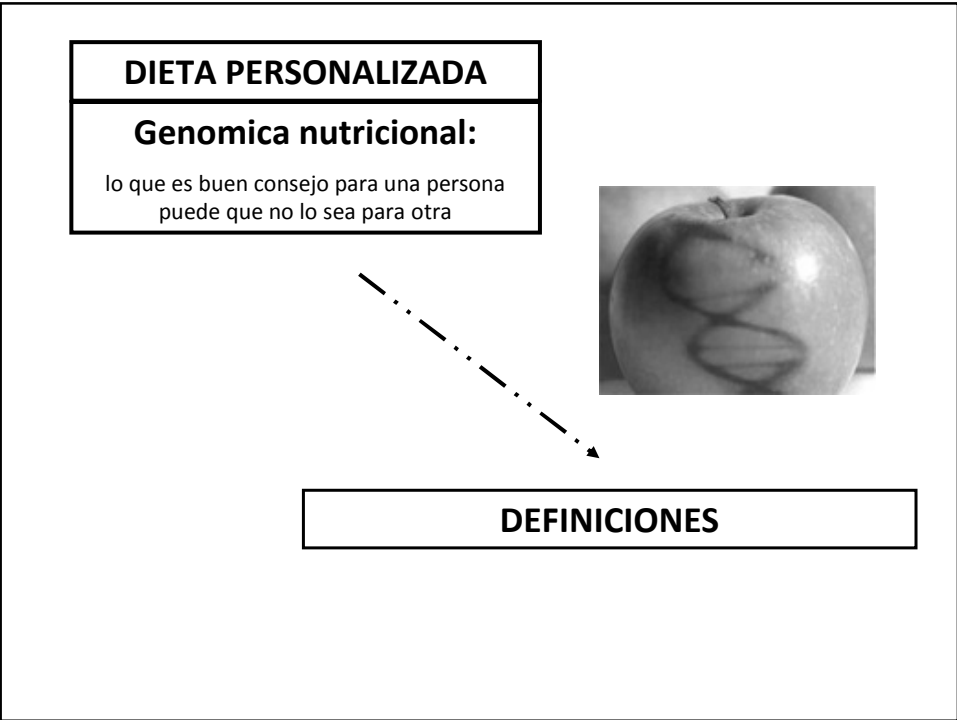 DIETA PERSONALIZADA
Genomica nutricional:
lo que es buen consejo para una persona
puede que no lo sea para otra
DEFINICIONES